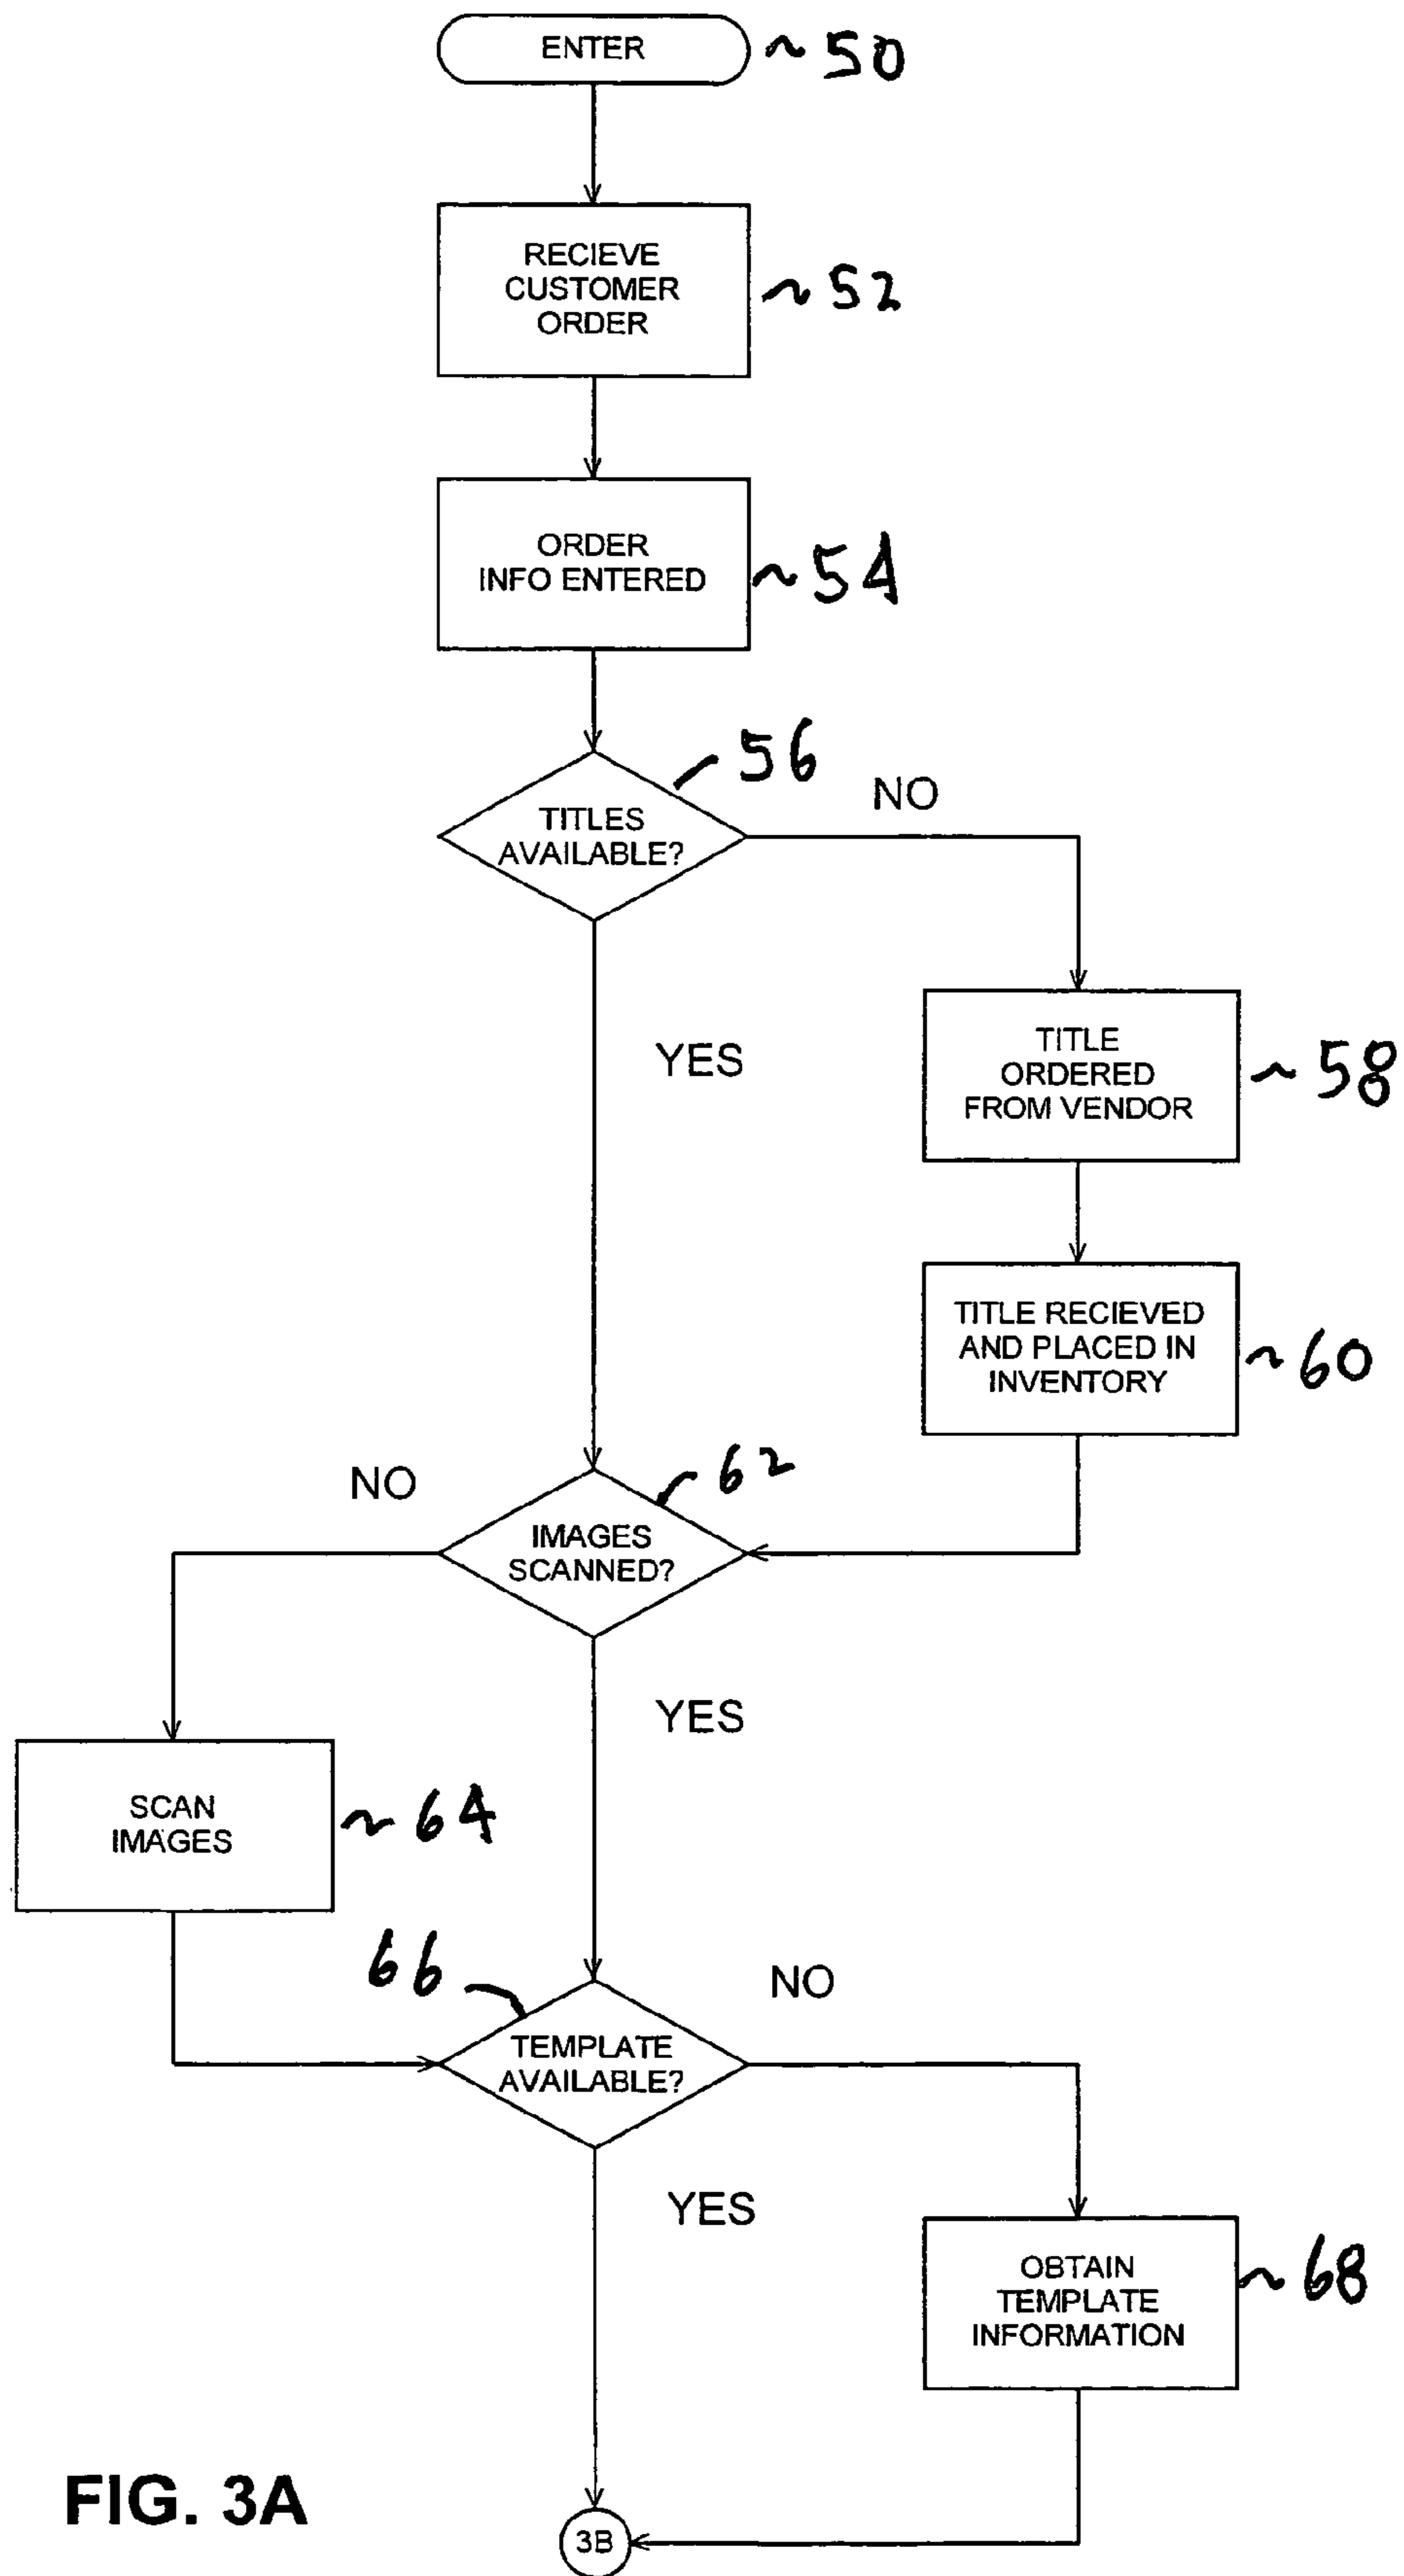 ENTER
~50
RECIEVE
CUSTOMER
ORDER
~52
ORDER
INFO ENTERED
~54
56
TITLES
AVAILABLE?
NO
YES
TITLE
ORDERED
FROM VENDOR
~58
TITLE RECIEVED
AND PLACED IN
INVENTORY
~60
62
NO
IMAGES
SCANNED?
YES
SCAN
IMAGES
~64
66
NO
TEMPLATE
AVAILABLE?
YES
OBTAIN
TEMPLATE
INFORMATION
~68
FIG. 3A
3B